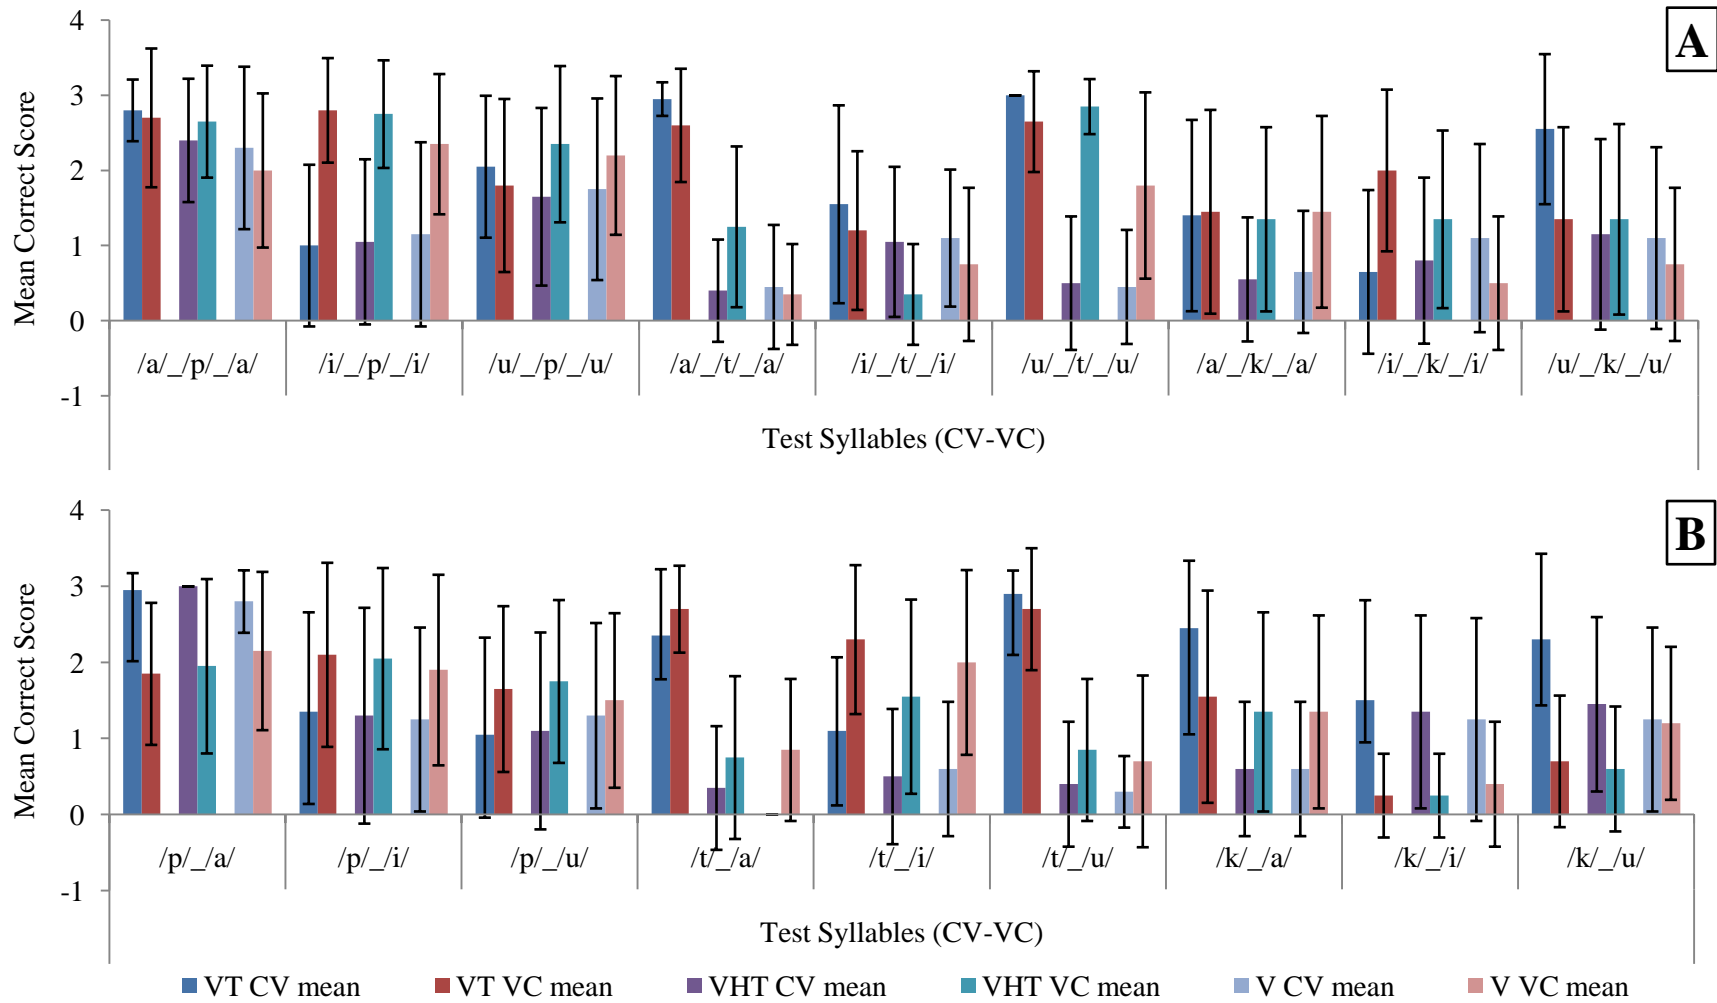 A
Mean Correct Score
4
3
2
1
0
-1
/a/_/p/_/a/ /i/_/p/_/i/ /u/_/p/_/u/ /a/_/t/_/a/ /i/_/t/_/i/ /u/_/t/_/u/ /a/_/k/_/a/ /i/_/k/_/i/ /u/_/k/_/u/
Test Syllables (CV-VC)
B
Mean Correct Score
4
3
2
1
0
-1
/p/_/a/ /p/_/i/ /p/_/u/ /t/_/a/ /t/_/i/ /t/_/u/ /k/_/a/ /k/_/i/ /k/_/u/
Test Syllables (CV-VC)
VT CV mean VT VC mean VHT CV mean VHT VC mean V CV mean V VC mean